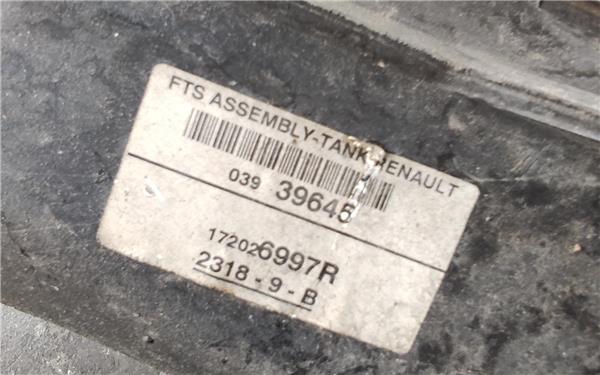 FTS ASSEMBLY-TANK RENAULT
039 39645
172026997R
2318-9-B